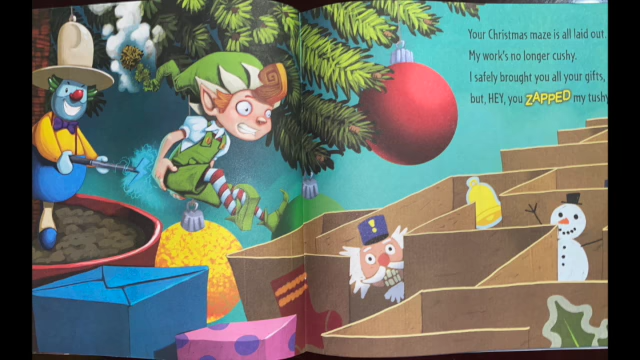 Your Christmas maze is all laid out.
My work's no longer cushy.
I safely brought you all your gifts,
but, HEY, you ZAPPED my tushy